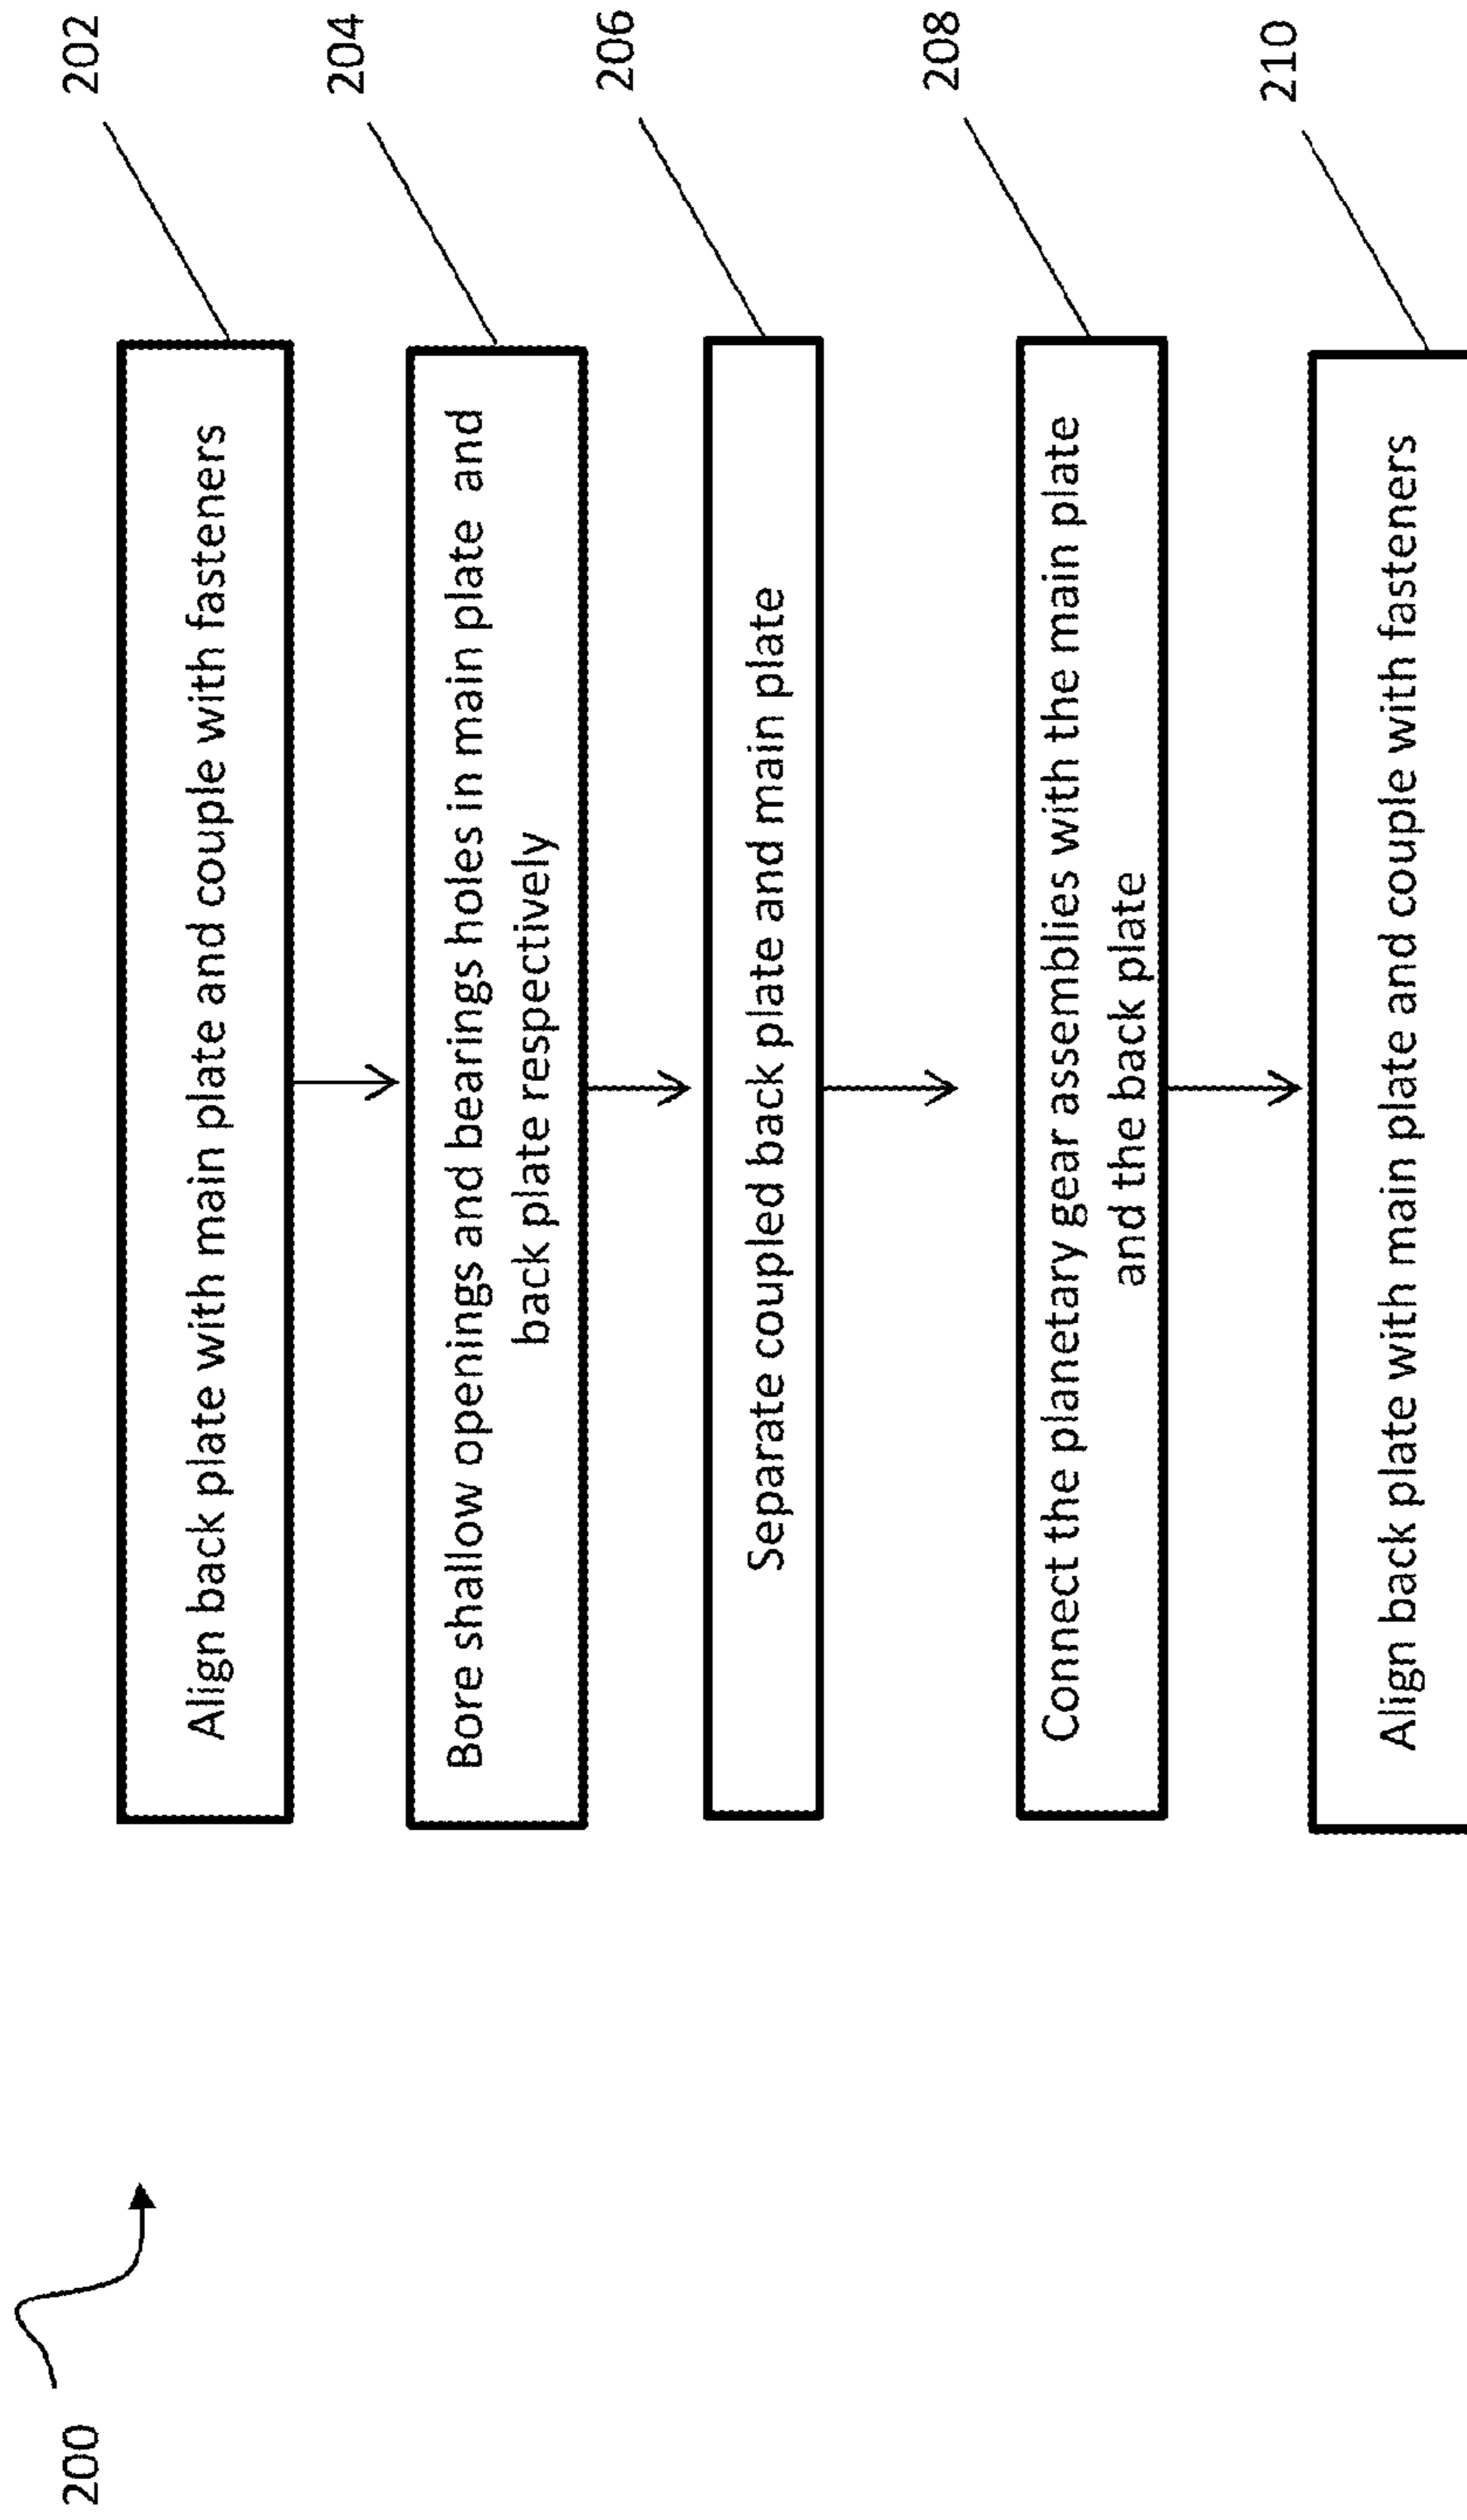 200
202
Align back plate with main plate and couple with fasteners
204
Bore shallow openings and bearings holes in main plate and
back plate respectively
206
Separate coupled back plate and main plate
208
Connect the planetary gear assemblies with the main plate
and the back plate
210
Align back plate with main plate and couple with fasteners